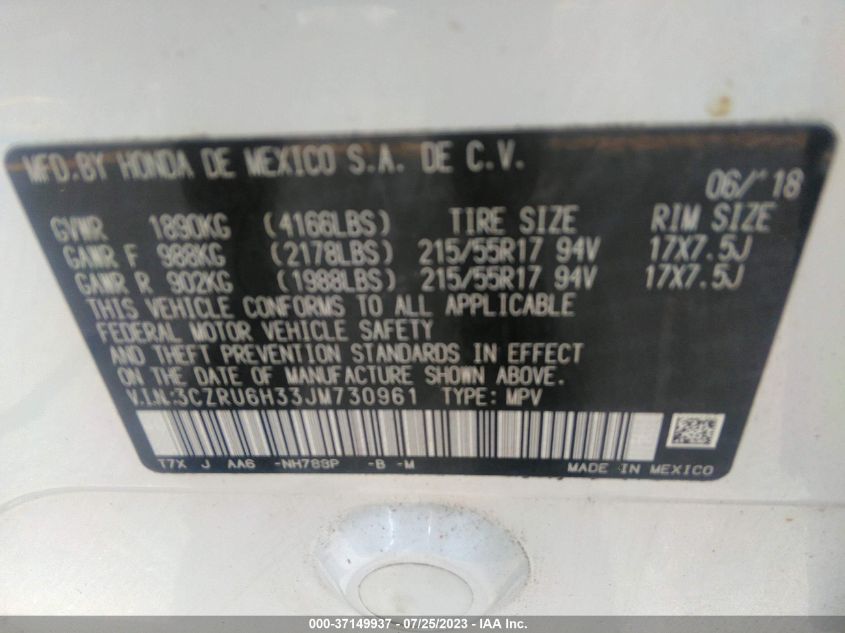 MFD.BY HONDA DE MEXICO S.A. DE C.V.
06/'18
GVWR 1890KG (4166LBS) TIRE SIZE RIM SIZE
GAWR F 988KG (2178LBS) 215/55R17 94V 17X7.5J
GAWR R 902KG (1988LBS) 215/55R17 94V 17X7.5J
THIS VEHICLE CONFORMS TO ALL APPLICABLE
FEDERAL MOTOR VEHICLE SAFETY
AND THEFT PREVENTION STANDARDS IN EFFECT
ON THE DATE OF MANUFACTURE SHOWN ABOVE.
V.I.N:3CZRU6H33JM730961 TYPE: MPV
T7X J AA6 -NH788P -B -M MADE IN MEXICO
000-37149937 - 07/25/2023 - © IAA Inc.